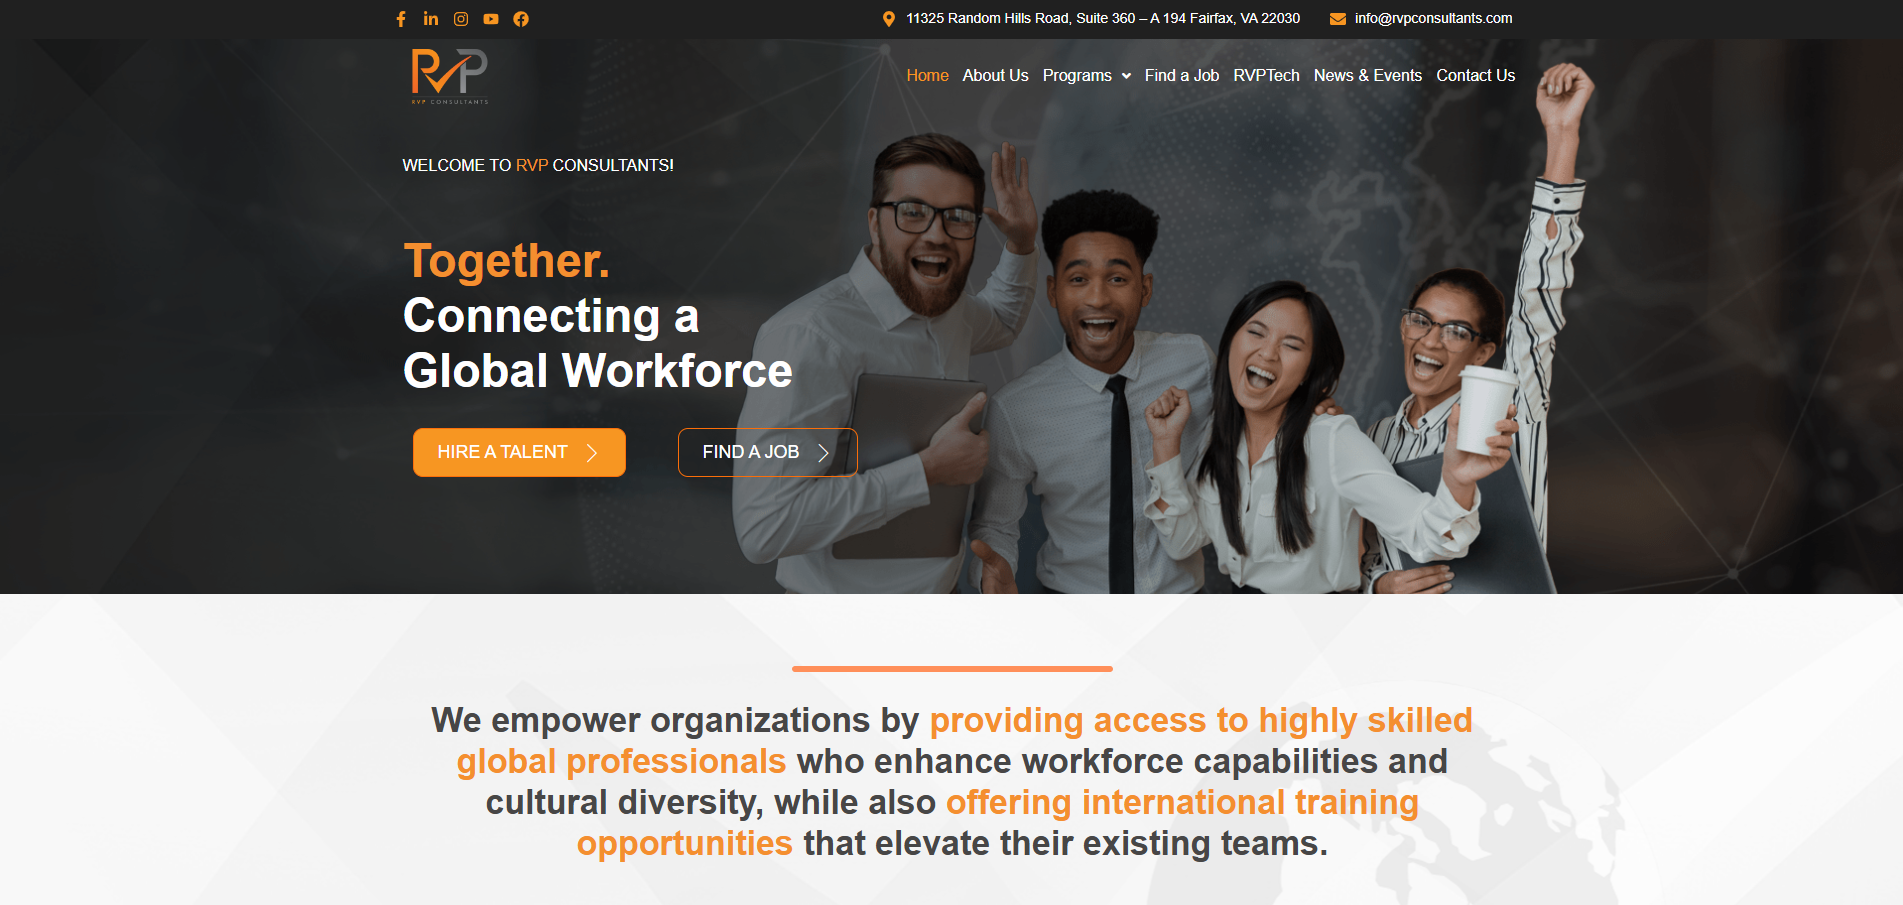 11325 Random Hills Road, Suite 360 – A 194 Fairfax, VA 22030
info@rvpconsultants.com
RVP
RVP CONSULTANTS
Home
About Us
Programs
Find a Job
RVPTech
News & Events
Contact Us
WELCOME TO RVP CONSULTANTS!
Together.
Connecting a
Global Workforce
HIRE A TALENT
FIND A JOB
We empower organizations by providing access to highly skilled
global professionals who enhance workforce capabilities and
cultural diversity, while also offering international training
opportunities that elevate their existing teams.